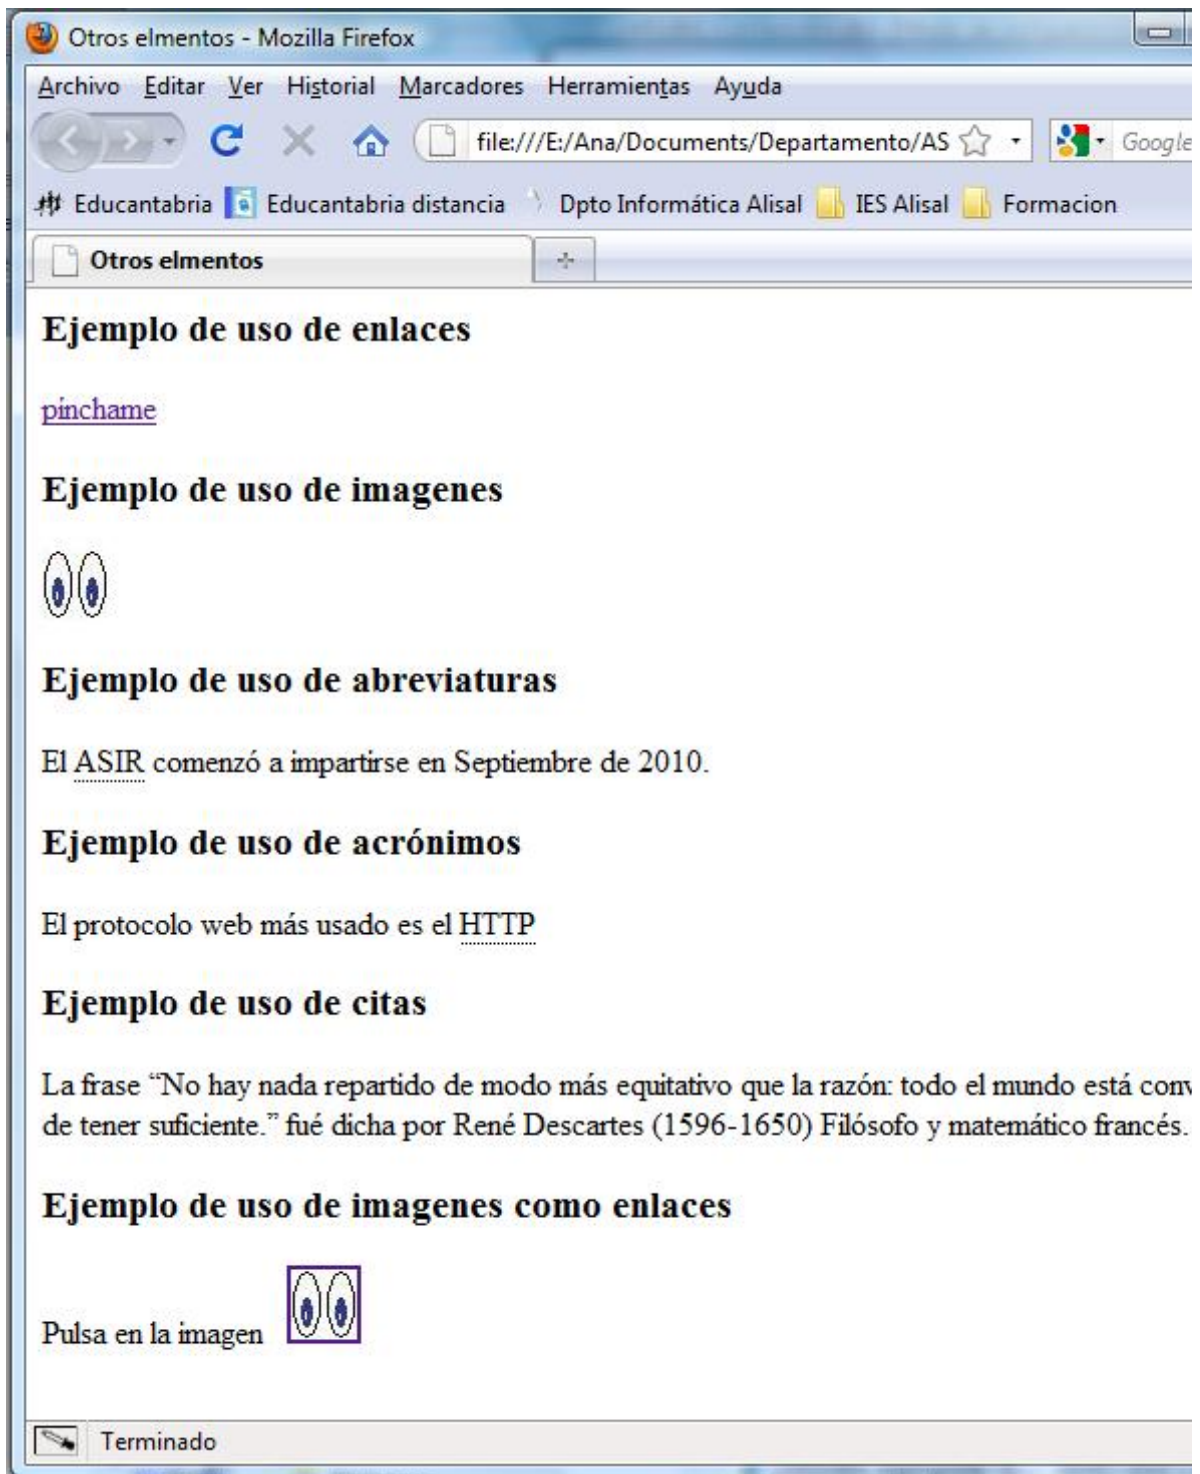 Otros elmentos - Mozilla Firefox
Archivo Editar Ver Historial Marcadores Herramientas Ayuda
file:///E:/Ana/Documents/Departamento/AS Google
Educantabria Educantabria distancia Dpto Informática Alisal IES Alisal Formacion
Otros elmentos
Ejemplo de uso de enlaces
pinchame
Ejemplo de uso de imagenes
Ejemplo de uso de abreviaturas
El ASIR comenzó a impartirse en Septiembre de 2010.
Ejemplo de uso de acrónimos
El protocolo web más usado es el HTTP
Ejemplo de uso de citas
La frase “No hay nada repartido de modo más equitativo que la razón: todo el mundo está conv
de tener suficiente.” fué dicha por René Descartes (1596-1650) Filósofo y matemático francés.
Ejemplo de uso de imagenes como enlaces
Pulsa en la imagen
Terminado